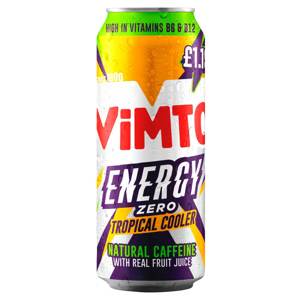 HIGH IN VITAMINS B6 & B12
£1.1
ViMTO
ENERGY
ZERO
TROPICAL COOLER
NATURAL CAFFEINE
WITH REAL FRUIT JUICE